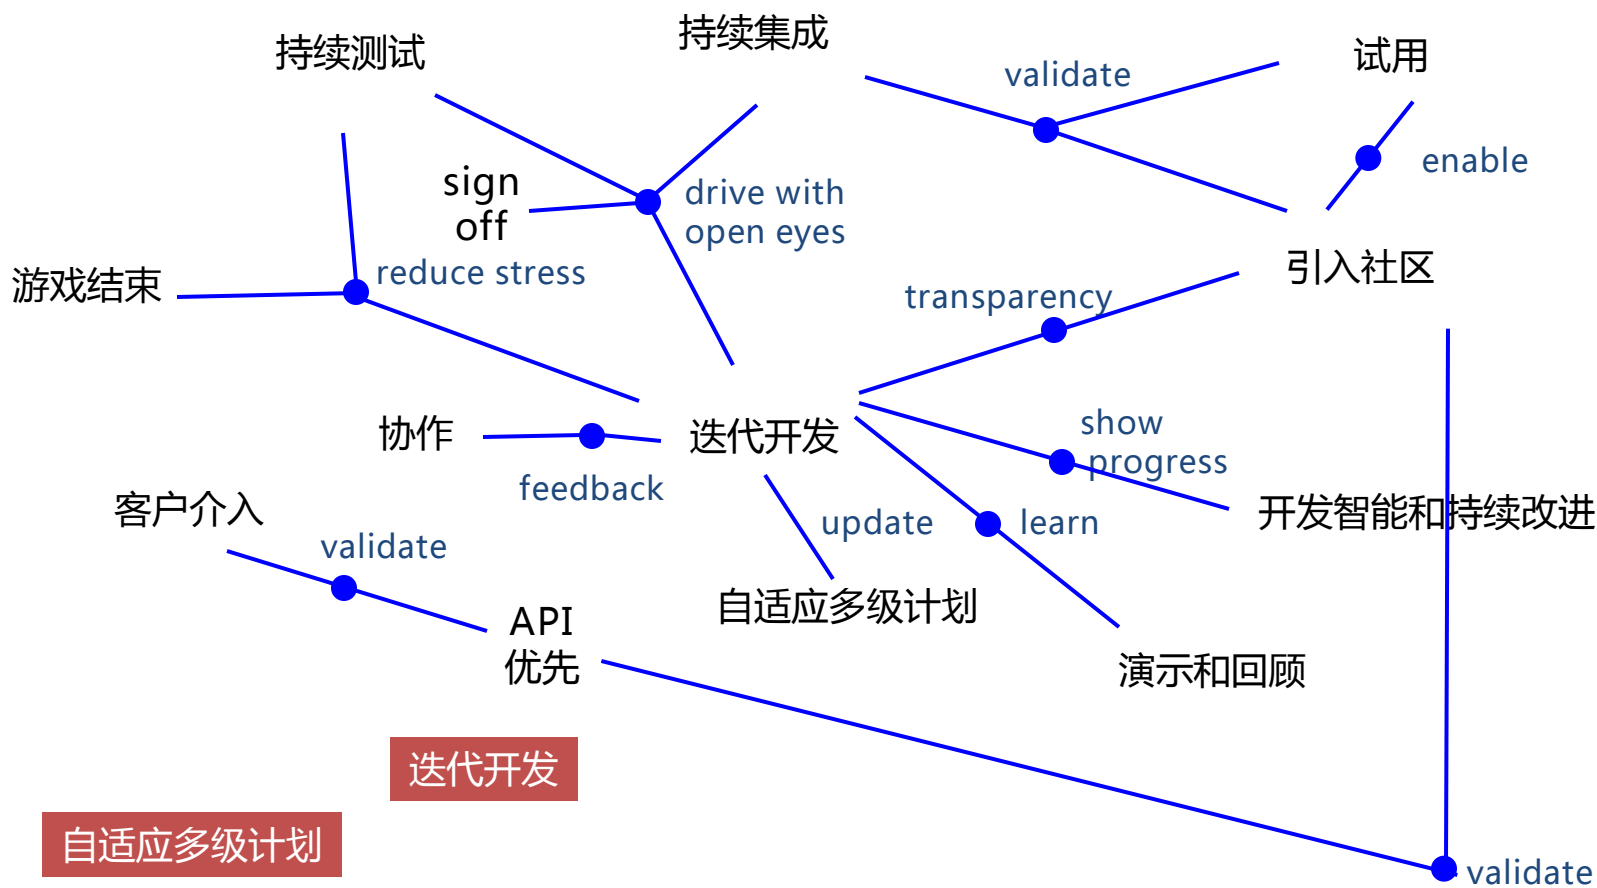 持续测试
持续集成
试用
validate
enable
sign
off
drive with
open eyes
游戏结束
reduce stress
引入社区
transparency
协作
迭代开发
show
progress
feedback
客户介入
validate
update
learn
开发智能和持续改进
自适应多级计划
API
优先
演示和回顾
迭代开发
自适应多级计划
validate